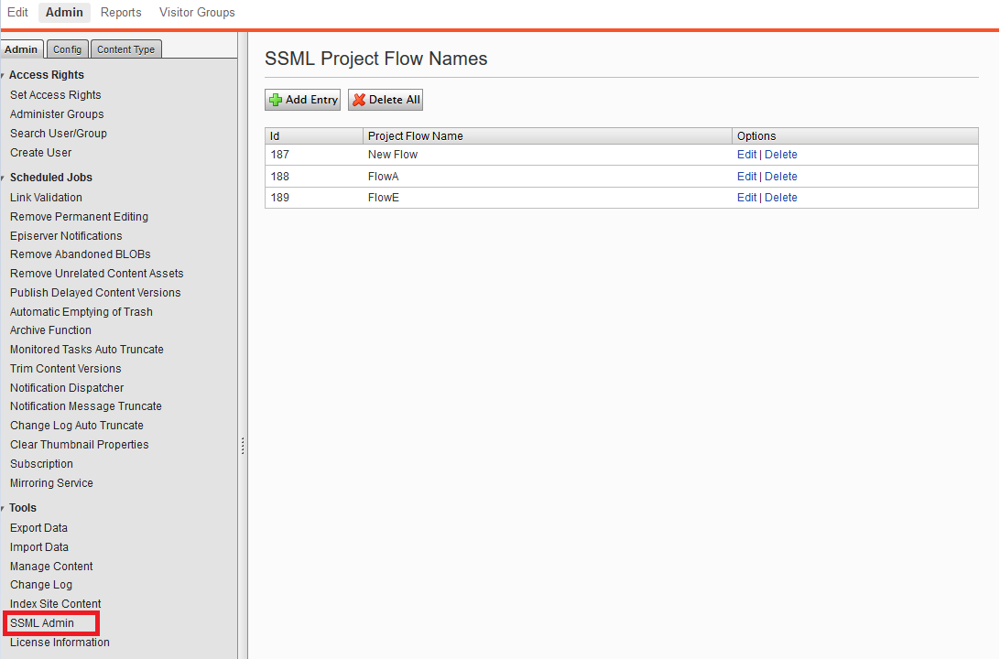 Edit Admin Reports Visitor Groups
Admin Config Content Type
Access Rights
Set Access Rights
Administer Groups
Search User/Group
Create User
Scheduled Jobs
Link Validation
Remove Permanent Editing
Episerver Notifications
Remove Abandoned BLOBs
Remove Unrelated Content Assets
Publish Delayed Content Versions
Automatic Emptying of Trash
Archive Function
Monitored Tasks Auto Truncate
Trim Content Versions
Notification Dispatcher
Notification Message Truncate
Change Log Auto Truncate
Clear Thumbnail Properties
Subscription
Mirroring Service
Tools
Export Data
Import Data
Manage Content
Change Log
Index Site Content
SSML Admin
License Information
SSML Project Flow Names
Add Entry Delete All
Id Project Flow Name Options
187 New Flow Edit | Delete
188 FlowA Edit | Delete
189 FlowE Edit | Delete